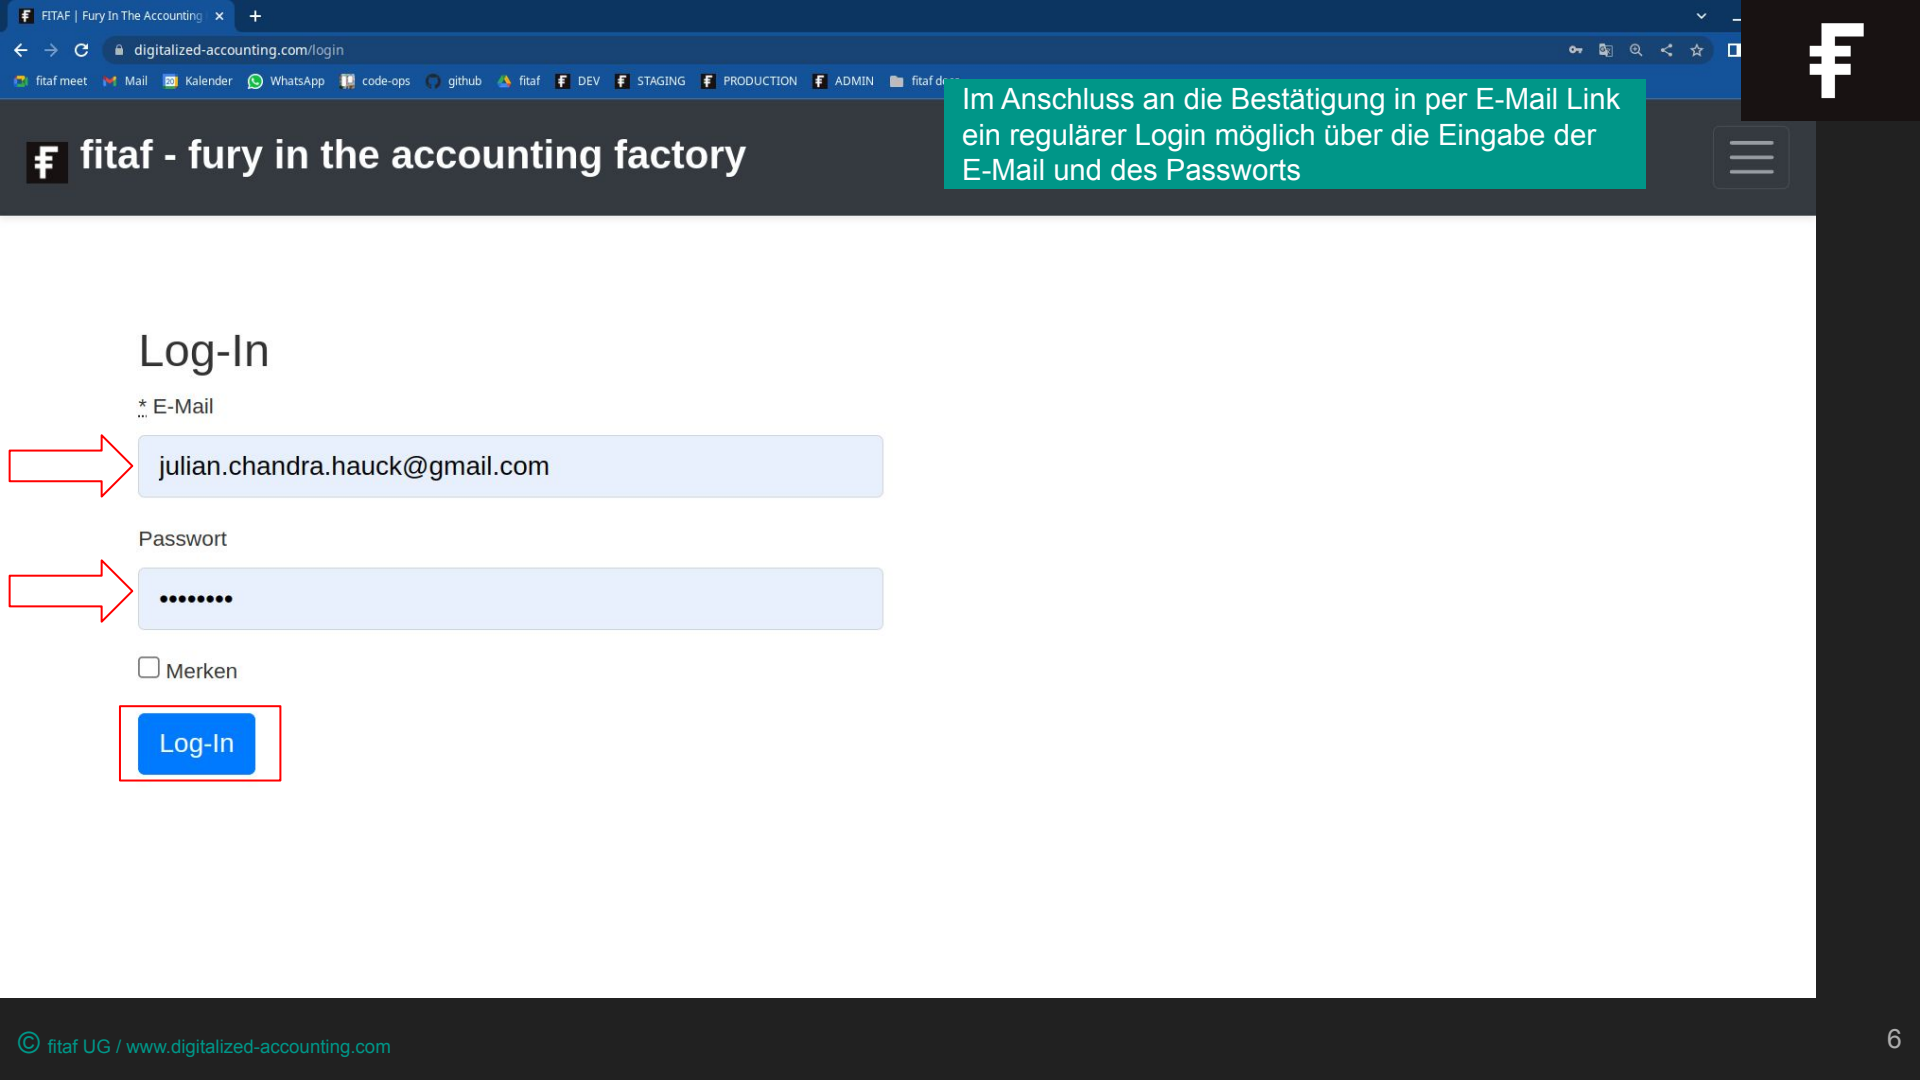 FITAF | Fury In The Accounting
digitalized-accounting.com/login
fitaf meet Mail Kalender WhatsApp code-ops github fitaf DEV STAGING PRODUCTION ADMIN fitaf
Im Anschluss an die Bestätigung in per E-Mail Link
ein regulärer Login möglich über die Eingabe der
E-Mail und des Passworts
fitaf - fury in the accounting factory
Log-In
* E-Mail
julian.chandra.hauck@gmail.com
Passwort
••••••••
Merken
Log-In
© fitaf UG / www.digitalized-accounting.com
6